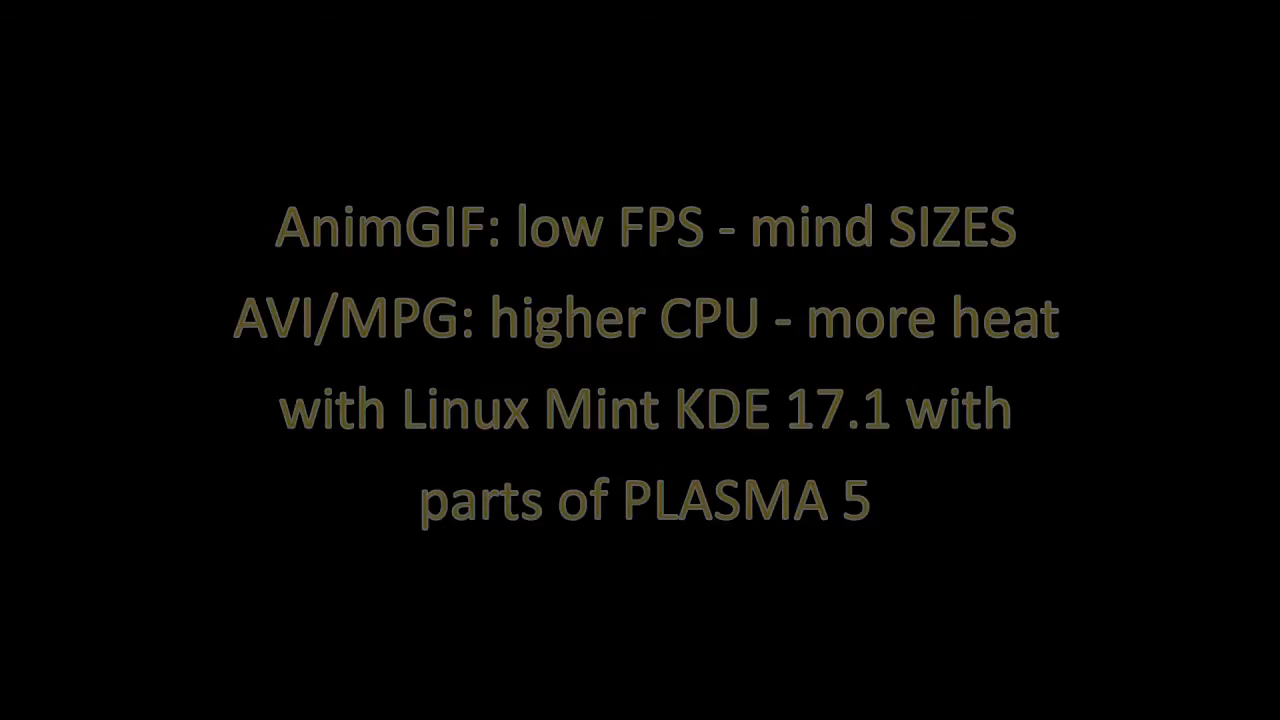 AnimGIF: low FPS - mind SIZES
AVI/MPG: higher CPU - more heat
with Linux Mint KDE 17.1 with
parts of PLASMA 5